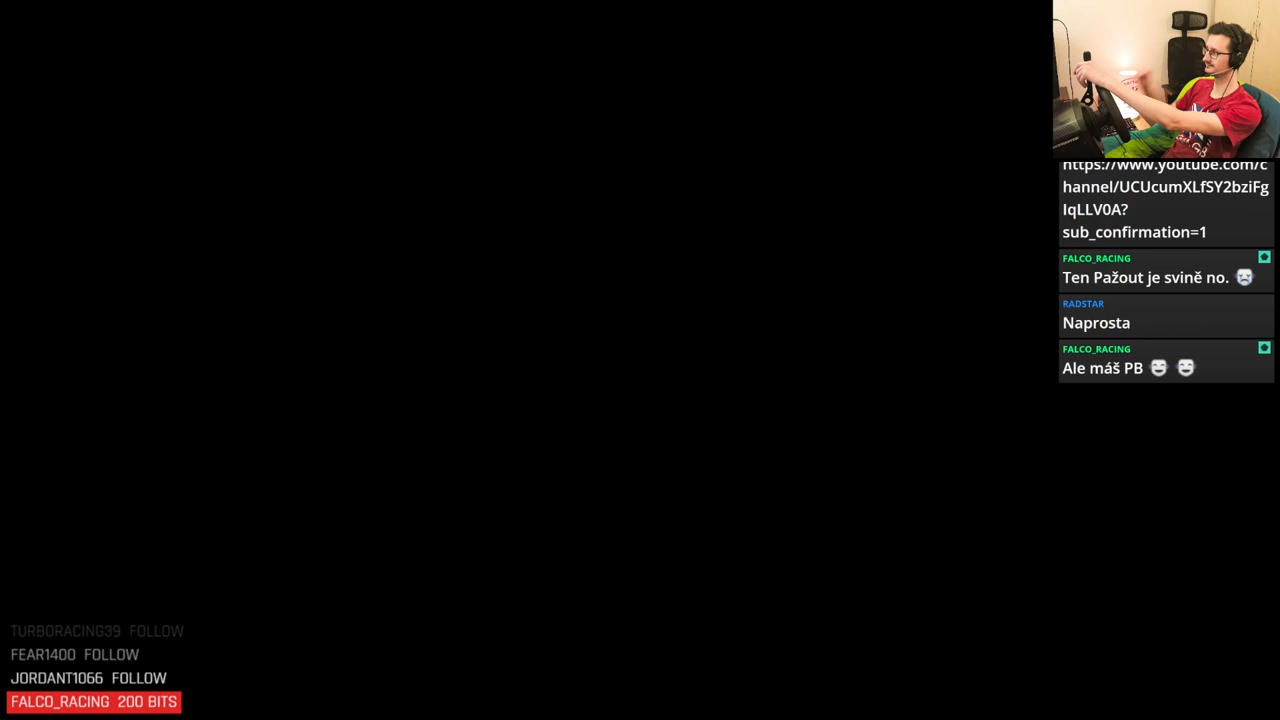 https://www.youtube.com/c
hannel/UCUcumXLfSY2bziFg
IqLLV0A?
sub_confirmation=1
FALCO_RACING
Ten Pažout je svině no.
RADSTAR
Naprosta
FALCO_RACING
Ale máš PB
TURBORACING39 FOLLOW
FEAR1400 FOLLOW
JORDANT1066 FOLLOW
FALCO_RACING 200 BITS